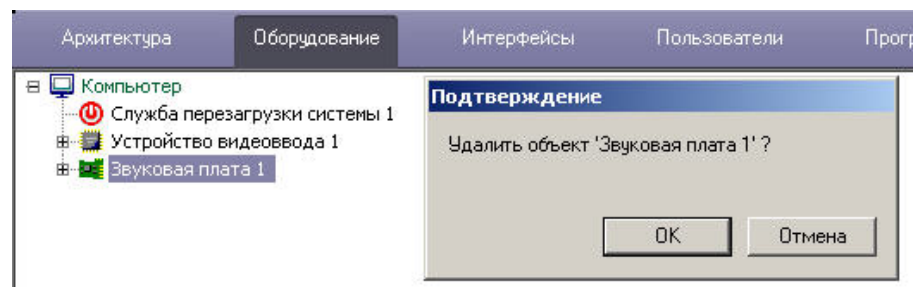 Архитектура Оборудование Интерфейсы Пользователи Прогр
Компьютер
Служба перезагрузки системы 1
Устройство видеоввода 1
Звуковая плата 1
Подтверждение
Удалить объект 'Звуковая плата 1' ?
OK Отмена